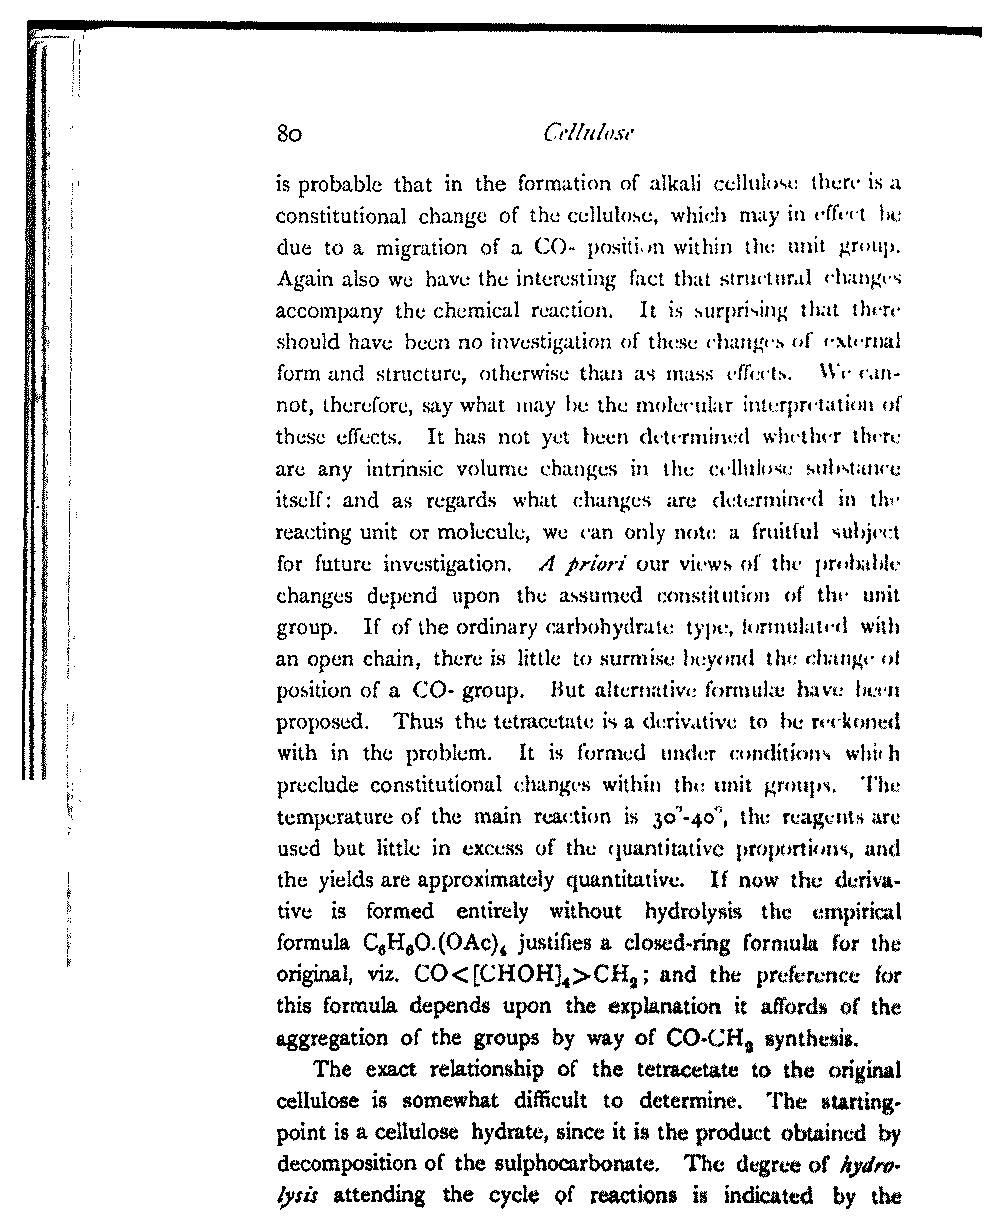 80 Cellulose
is probable that in the formation of alkali cellulose there is a
constitutional change of the cellulose, which may in effect be
due to a migration of a CO- position within the unit group.
Again also we have the interesting fact that structural changes
accompany the chemical reaction. It is surprising that there
should have been no investigation of these changes of external
form and structure, otherwise than as mass effects. We can-
not, therefore, say what may be the molecular interpretation of
these effects. It has not yet been determined whether there
are any intrinsic volume changes in the cellulose substance
itself: and as regards what changes are determined in the
reacting unit or molecule, we can only note a fruitful subject
for future investigation. A priori our views of the probable
changes depend upon the assumed constitution of the unit
group. If of the ordinary carbohydrate type, formulated with
an open chain, there is little to surmise beyond the change of
position of a CO- group. But alternative formulæ have been
proposed. Thus the tetracetate is a derivative to be reckoned
with in the problem. It is formed under conditions which
preclude constitutional changes within the unit groups. The
temperature of the main reaction is 30°-40°, the reagents are
used but little in excess of the quantitative proportions, and
the yields are approximately quantitative. If now the deriva-
tive is formed entirely without hydrolysis the empirical
formula C₆H₆O.(OAc)₄ justifies a closed-ring formula for the
original, viz. CO<[CHOH]₄>CH₂; and the preference for
this formula depends upon the explanation it affords of the
aggregation of the groups by way of CO-CH₂ synthesis.
The exact relationship of the tetracetate to the original
cellulose is somewhat difficult to determine. The starting-
point is a cellulose hydrate, since it is the product obtained by
decomposition of the sulphocarbonate. The degree of hydro-
lysis attending the cycle of reactions is indicated by the